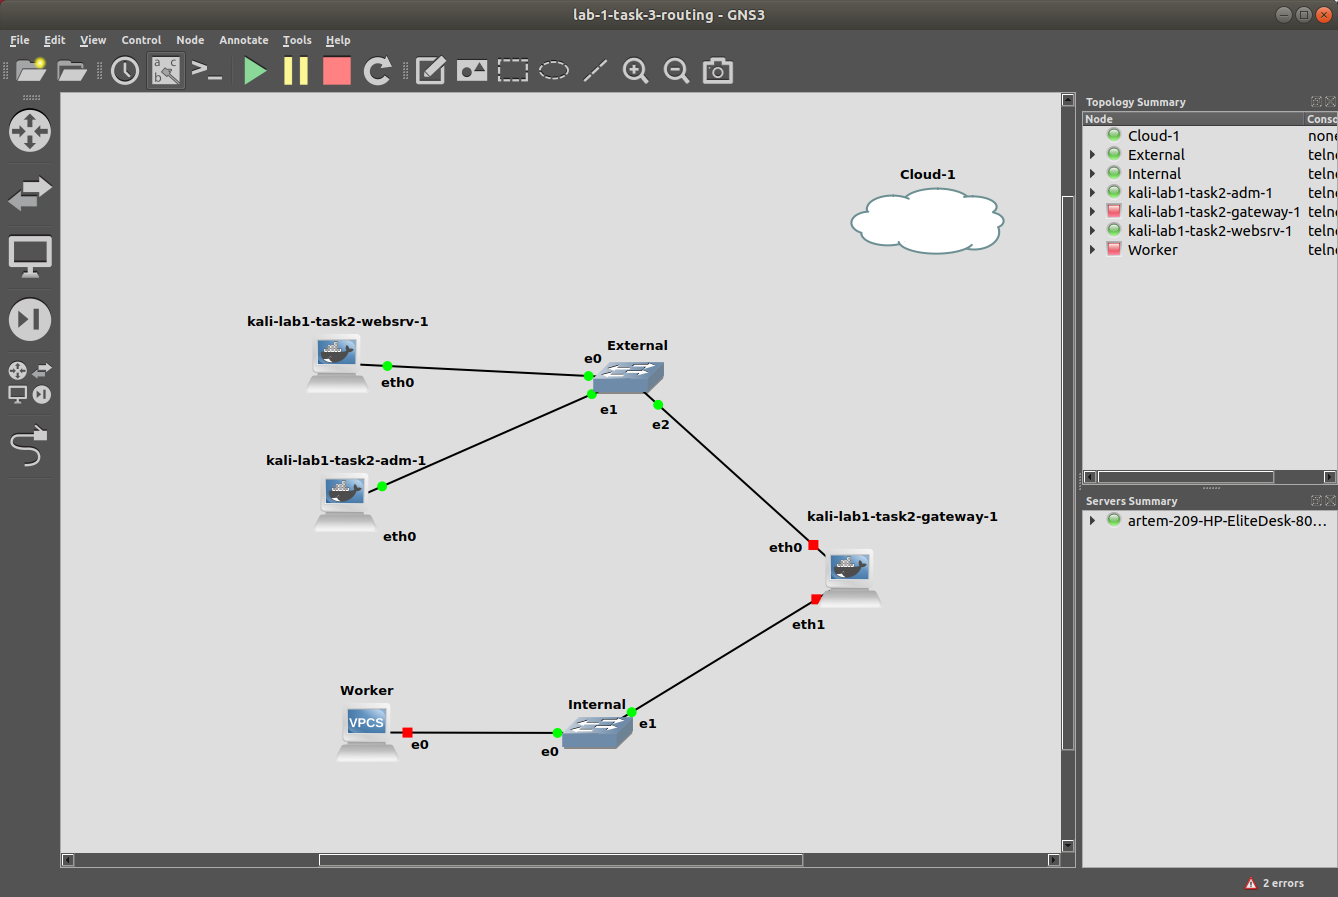 lab-1-task-3-routing - GNS3
File Edit View Control Node Annotate Tools Help
a c
b
>_
Topology Summary
Node Conso
Cloud-1 none
External telne
Internal telne
kali-lab1-task2-adm-1 telne
kali-lab1-task2-gateway-1 telne
kali-lab1-task2-websrv-1 telne
Worker telne
Cloud-1
kali-lab1-task2-websrv-1
eth0
External
e0
e1
e2
kali-lab1-task2-adm-1
eth0
kali-lab1-task2-gateway-1
eth0
eth1
Worker
VPCS
e0
Internal
e0
e1
Servers Summary
artem-209-HP-EliteDesk-80...
2 errors